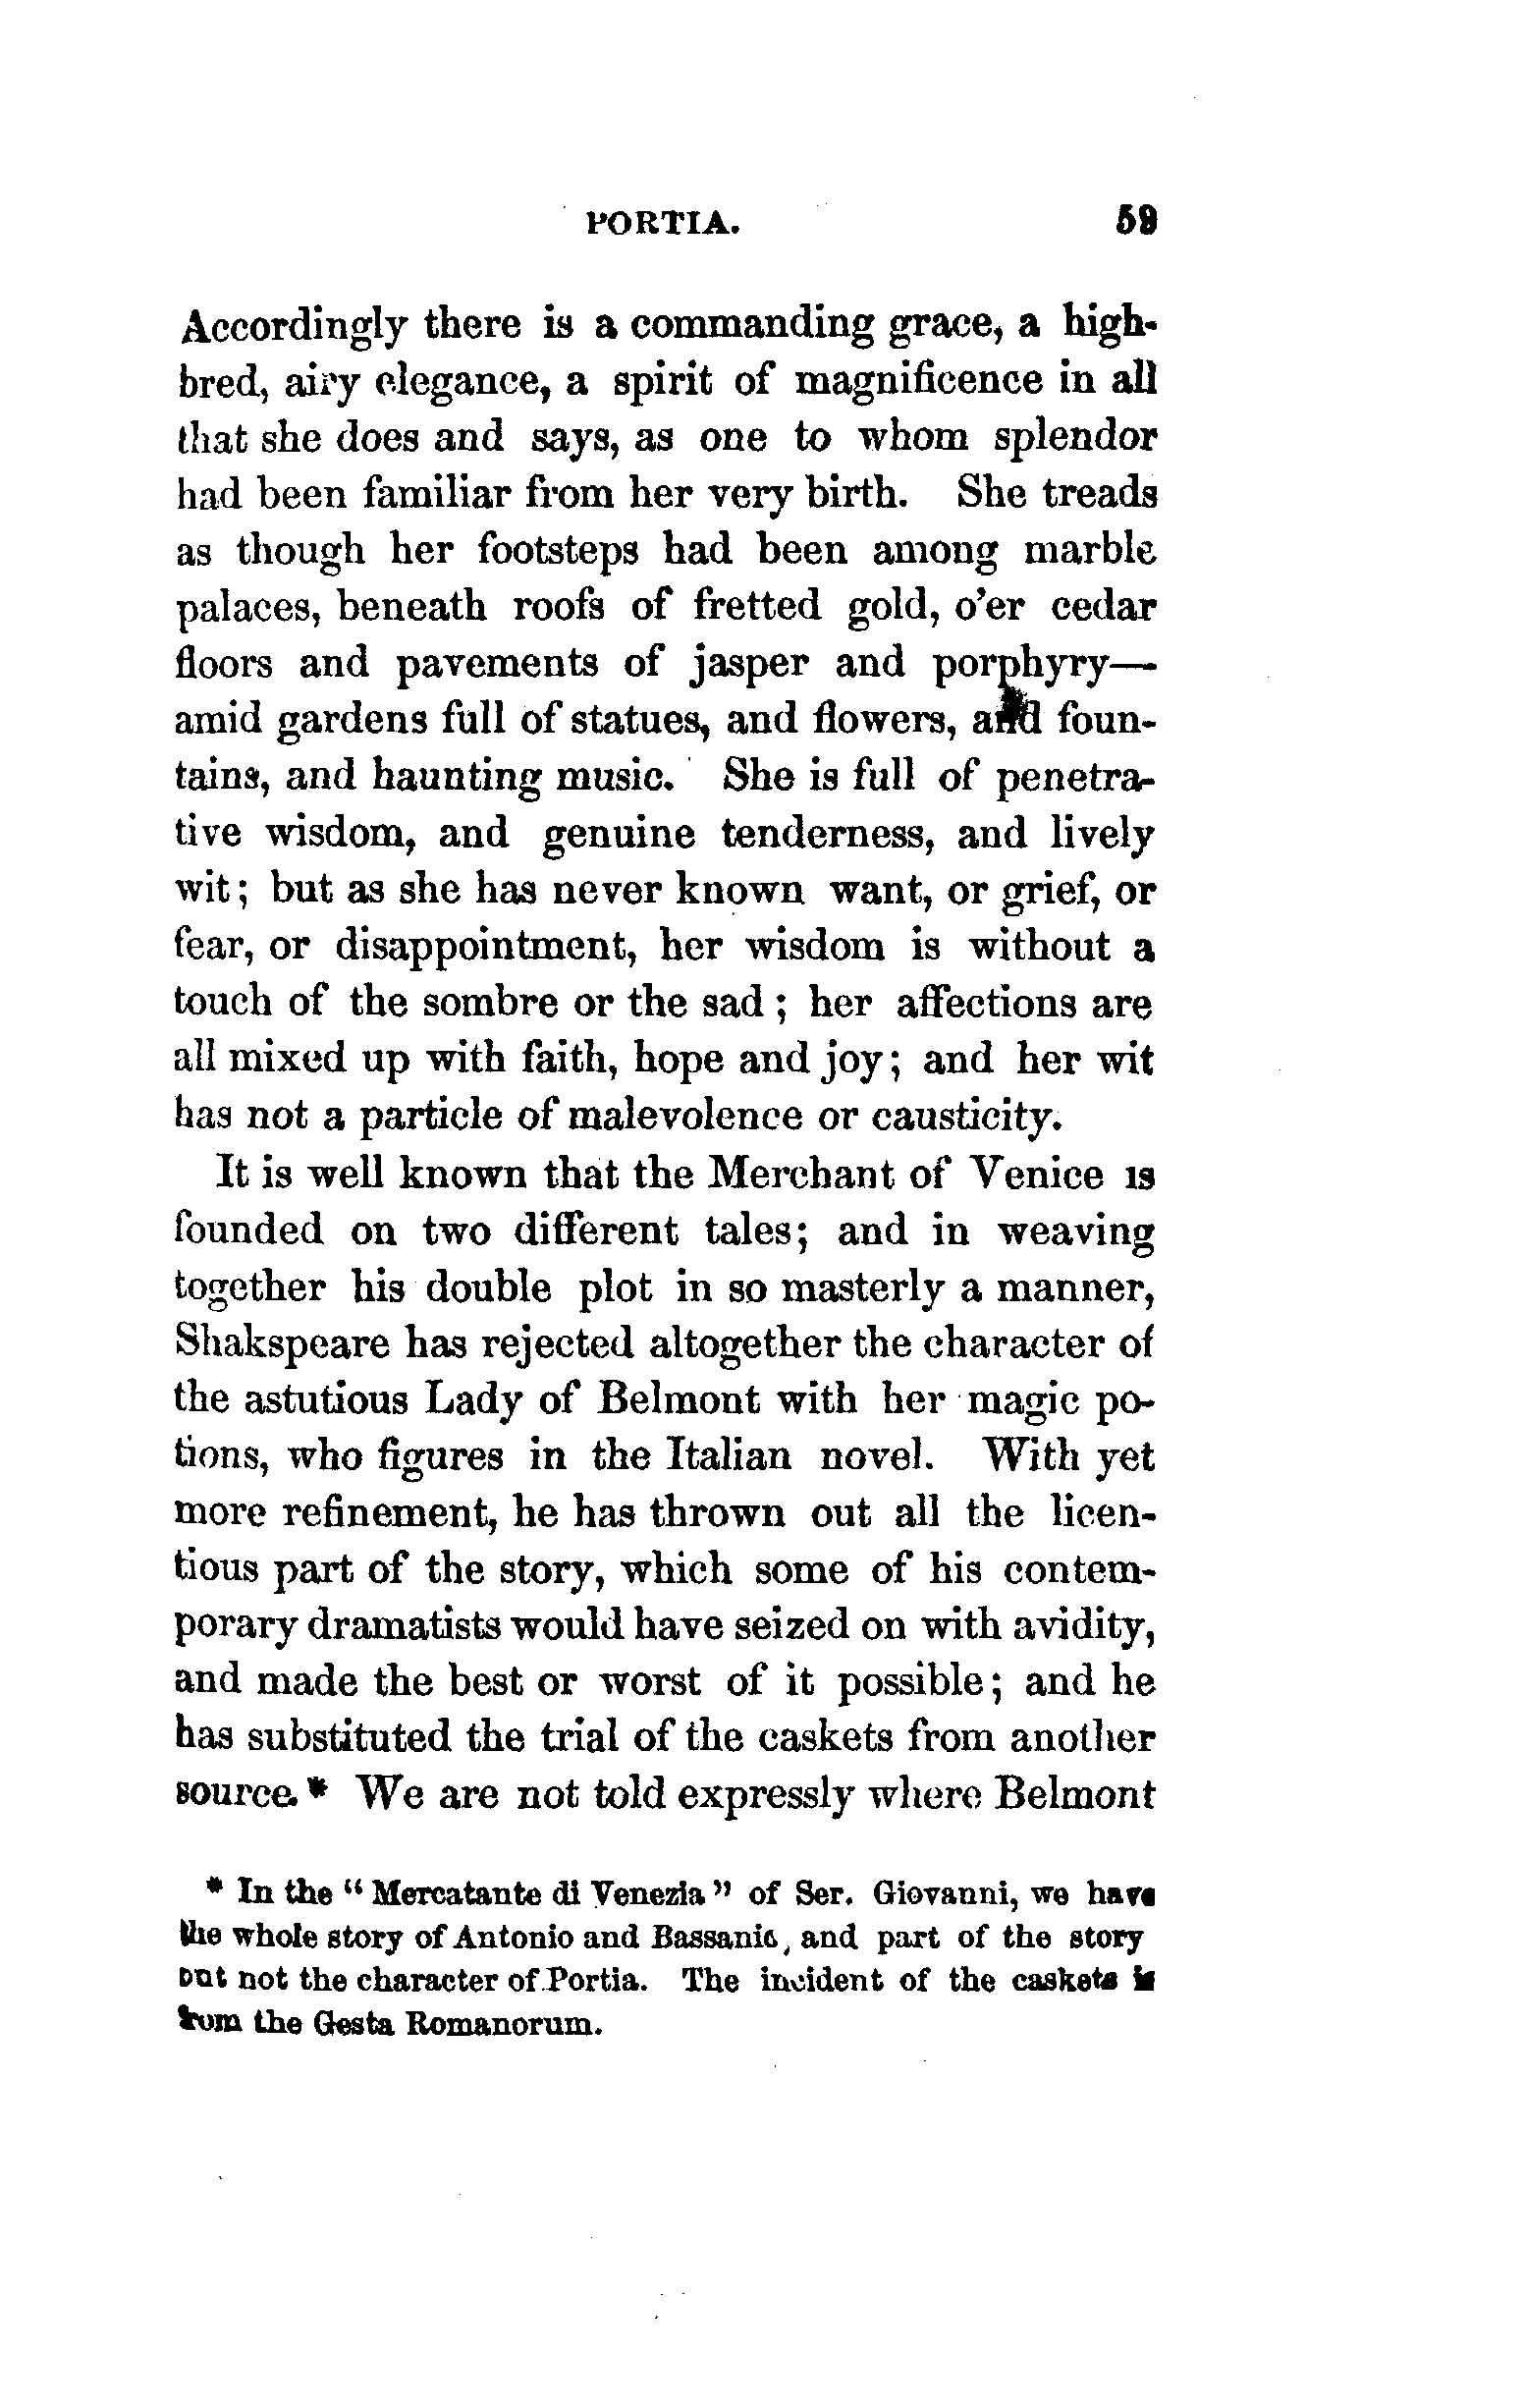 PORTIA. 59
Accordingly there is a commanding grace, a high-
bred, airy elegance, a spirit of magnificence in all
that she does and says, as one to whom splendor
had been familiar from her very birth. She treads
as though her footsteps had been among marble
palaces, beneath roofs of fretted gold, o'er cedar
floors and pavements of jasper and porphyry—
amid gardens full of statues, and flowers, and foun-
tains, and haunting music. She is full of penetra-
tive wisdom, and genuine tenderness, and lively
wit; but as she has never known want, or grief, or
fear, or disappointment, her wisdom is without a
touch of the sombre or the sad; her affections are
all mixed up with faith, hope and joy; and her wit
has not a particle of malevolence or causticity.
It is well known that the Merchant of Venice is
founded on two different tales; and in weaving
together his double plot in so masterly a manner,
Shakspeare has rejected altogether the character of
the astutious Lady of Belmont with her magic po-
tions, who figures in the Italian novel. With yet
more refinement, he has thrown out all the licen-
tious part of the story, which some of his contem-
porary dramatists would have seized on with avidity,
and made the best or worst of it possible; and he
has substituted the trial of the caskets from another
source.* We are not told expressly where Belmont
* In the "Mercatante di Venezia" of Ser. Giovanni, we have
the whole story of Antonio and Bassanio, and part of the story
but not the character of Portia. The incident of the caskets is
from the Gesta Romanorum.